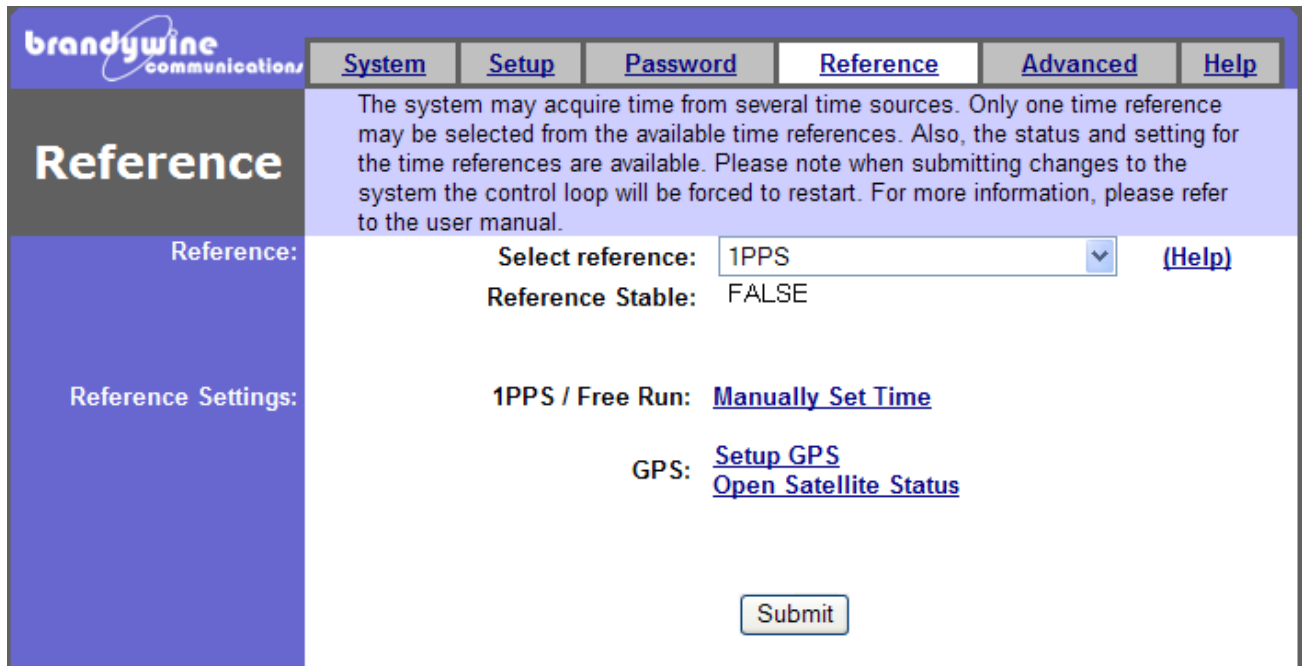 brandywine
communications
System Setup Password Reference Advanced Help
Reference
The system may acquire time from several time sources. Only one time reference
may be selected from the available time references. Also, the status and setting for
the time references are available. Please note when submitting changes to the
system the control loop will be forced to restart. For more information, please refer
to the user manual.
Reference: Select reference: 1PPS (Help)
Reference Stable: FALSE
Reference Settings: 1PPS / Free Run: Manually Set Time
GPS: Setup GPS
Open Satellite Status
Submit